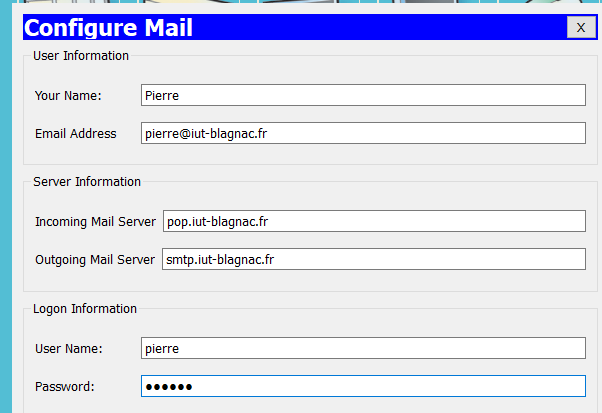 Configure Mail X
User Information
Your Name: Pierre
Email Address pierre@iut-blagnac.fr
Server Information
Incoming Mail Server pop.iut-blagnac.fr
Outgoing Mail Server smtp.iut-blagnac.fr
Logon Information
User Name: pierre
Password: ●●●●●●